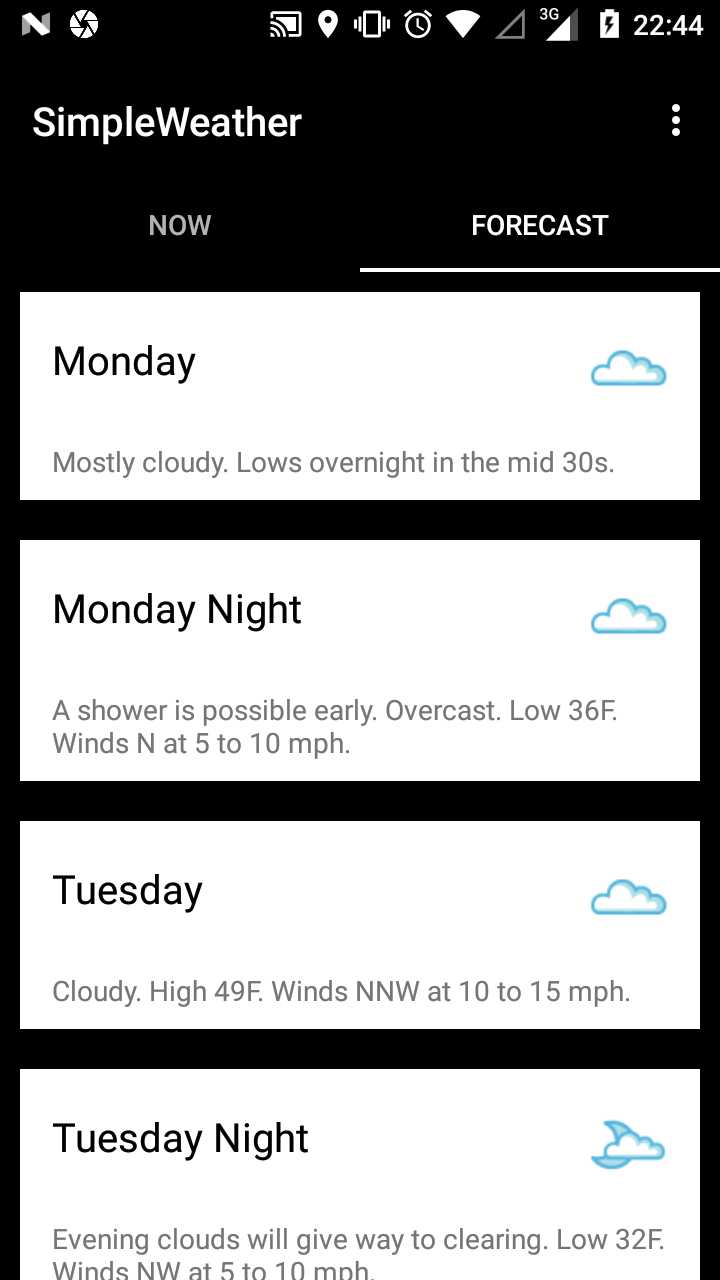 3G 22:44
SimpleWeather
NOW FORECAST
Monday
Mostly cloudy. Lows overnight in the mid 30s.
Monday Night
A shower is possible early. Overcast. Low 36F.
Winds N at 5 to 10 mph.
Tuesday
Cloudy. High 49F. Winds NNW at 10 to 15 mph.
Tuesday Night
Evening clouds will give way to clearing. Low 32F.
Winds NW at 5 to 10 mph.